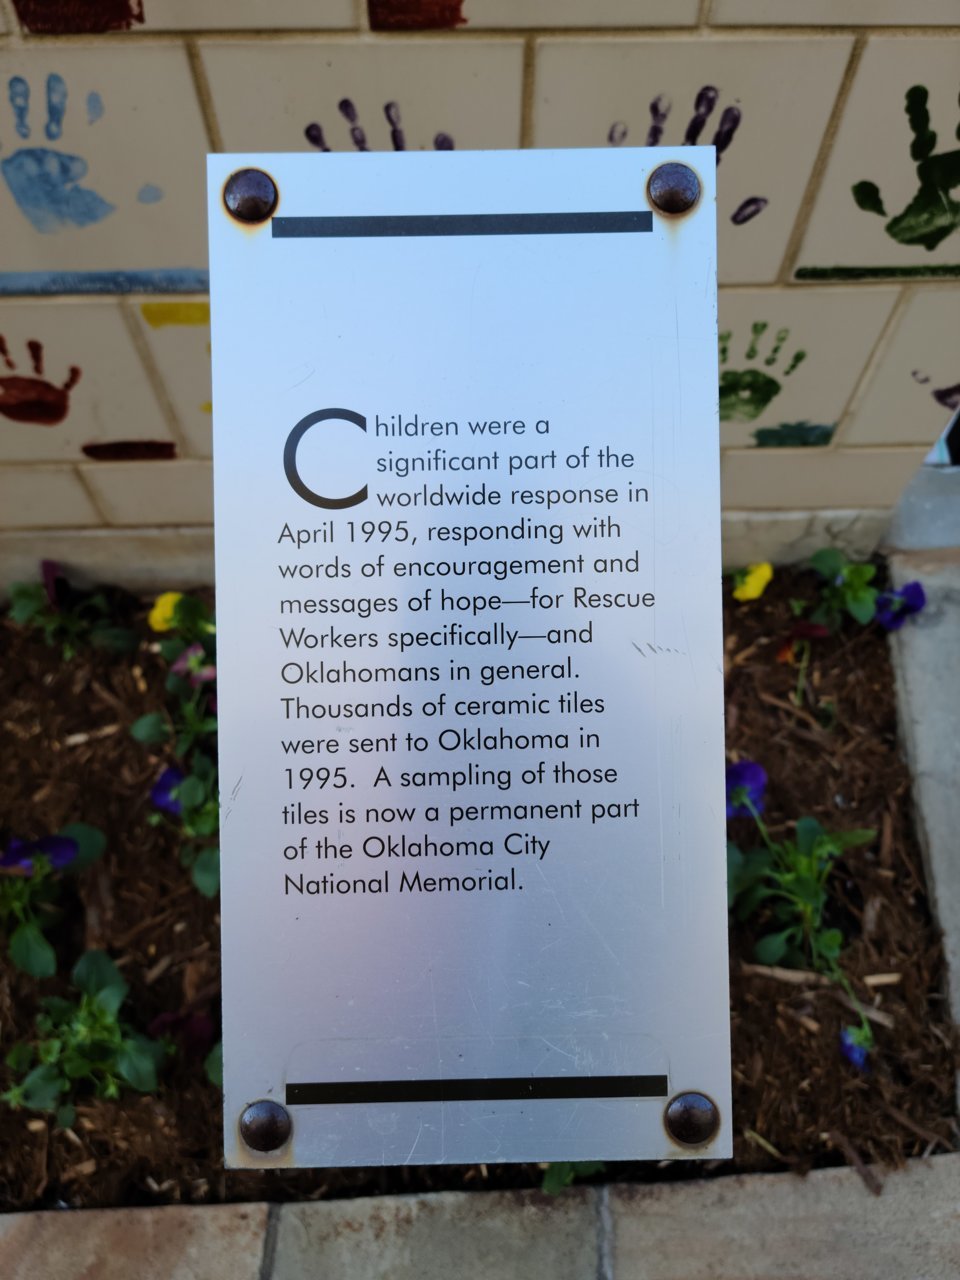 Children were a
significant part of the
worldwide response in
April 1995, responding with
words of encouragement and
messages of hope—for Rescue
Workers specifically—and
Oklahomans in general.
Thousands of ceramic tiles
were sent to Oklahoma in
1995.  A sampling of those
tiles is now a permanent part
of the Oklahoma City
National Memorial.